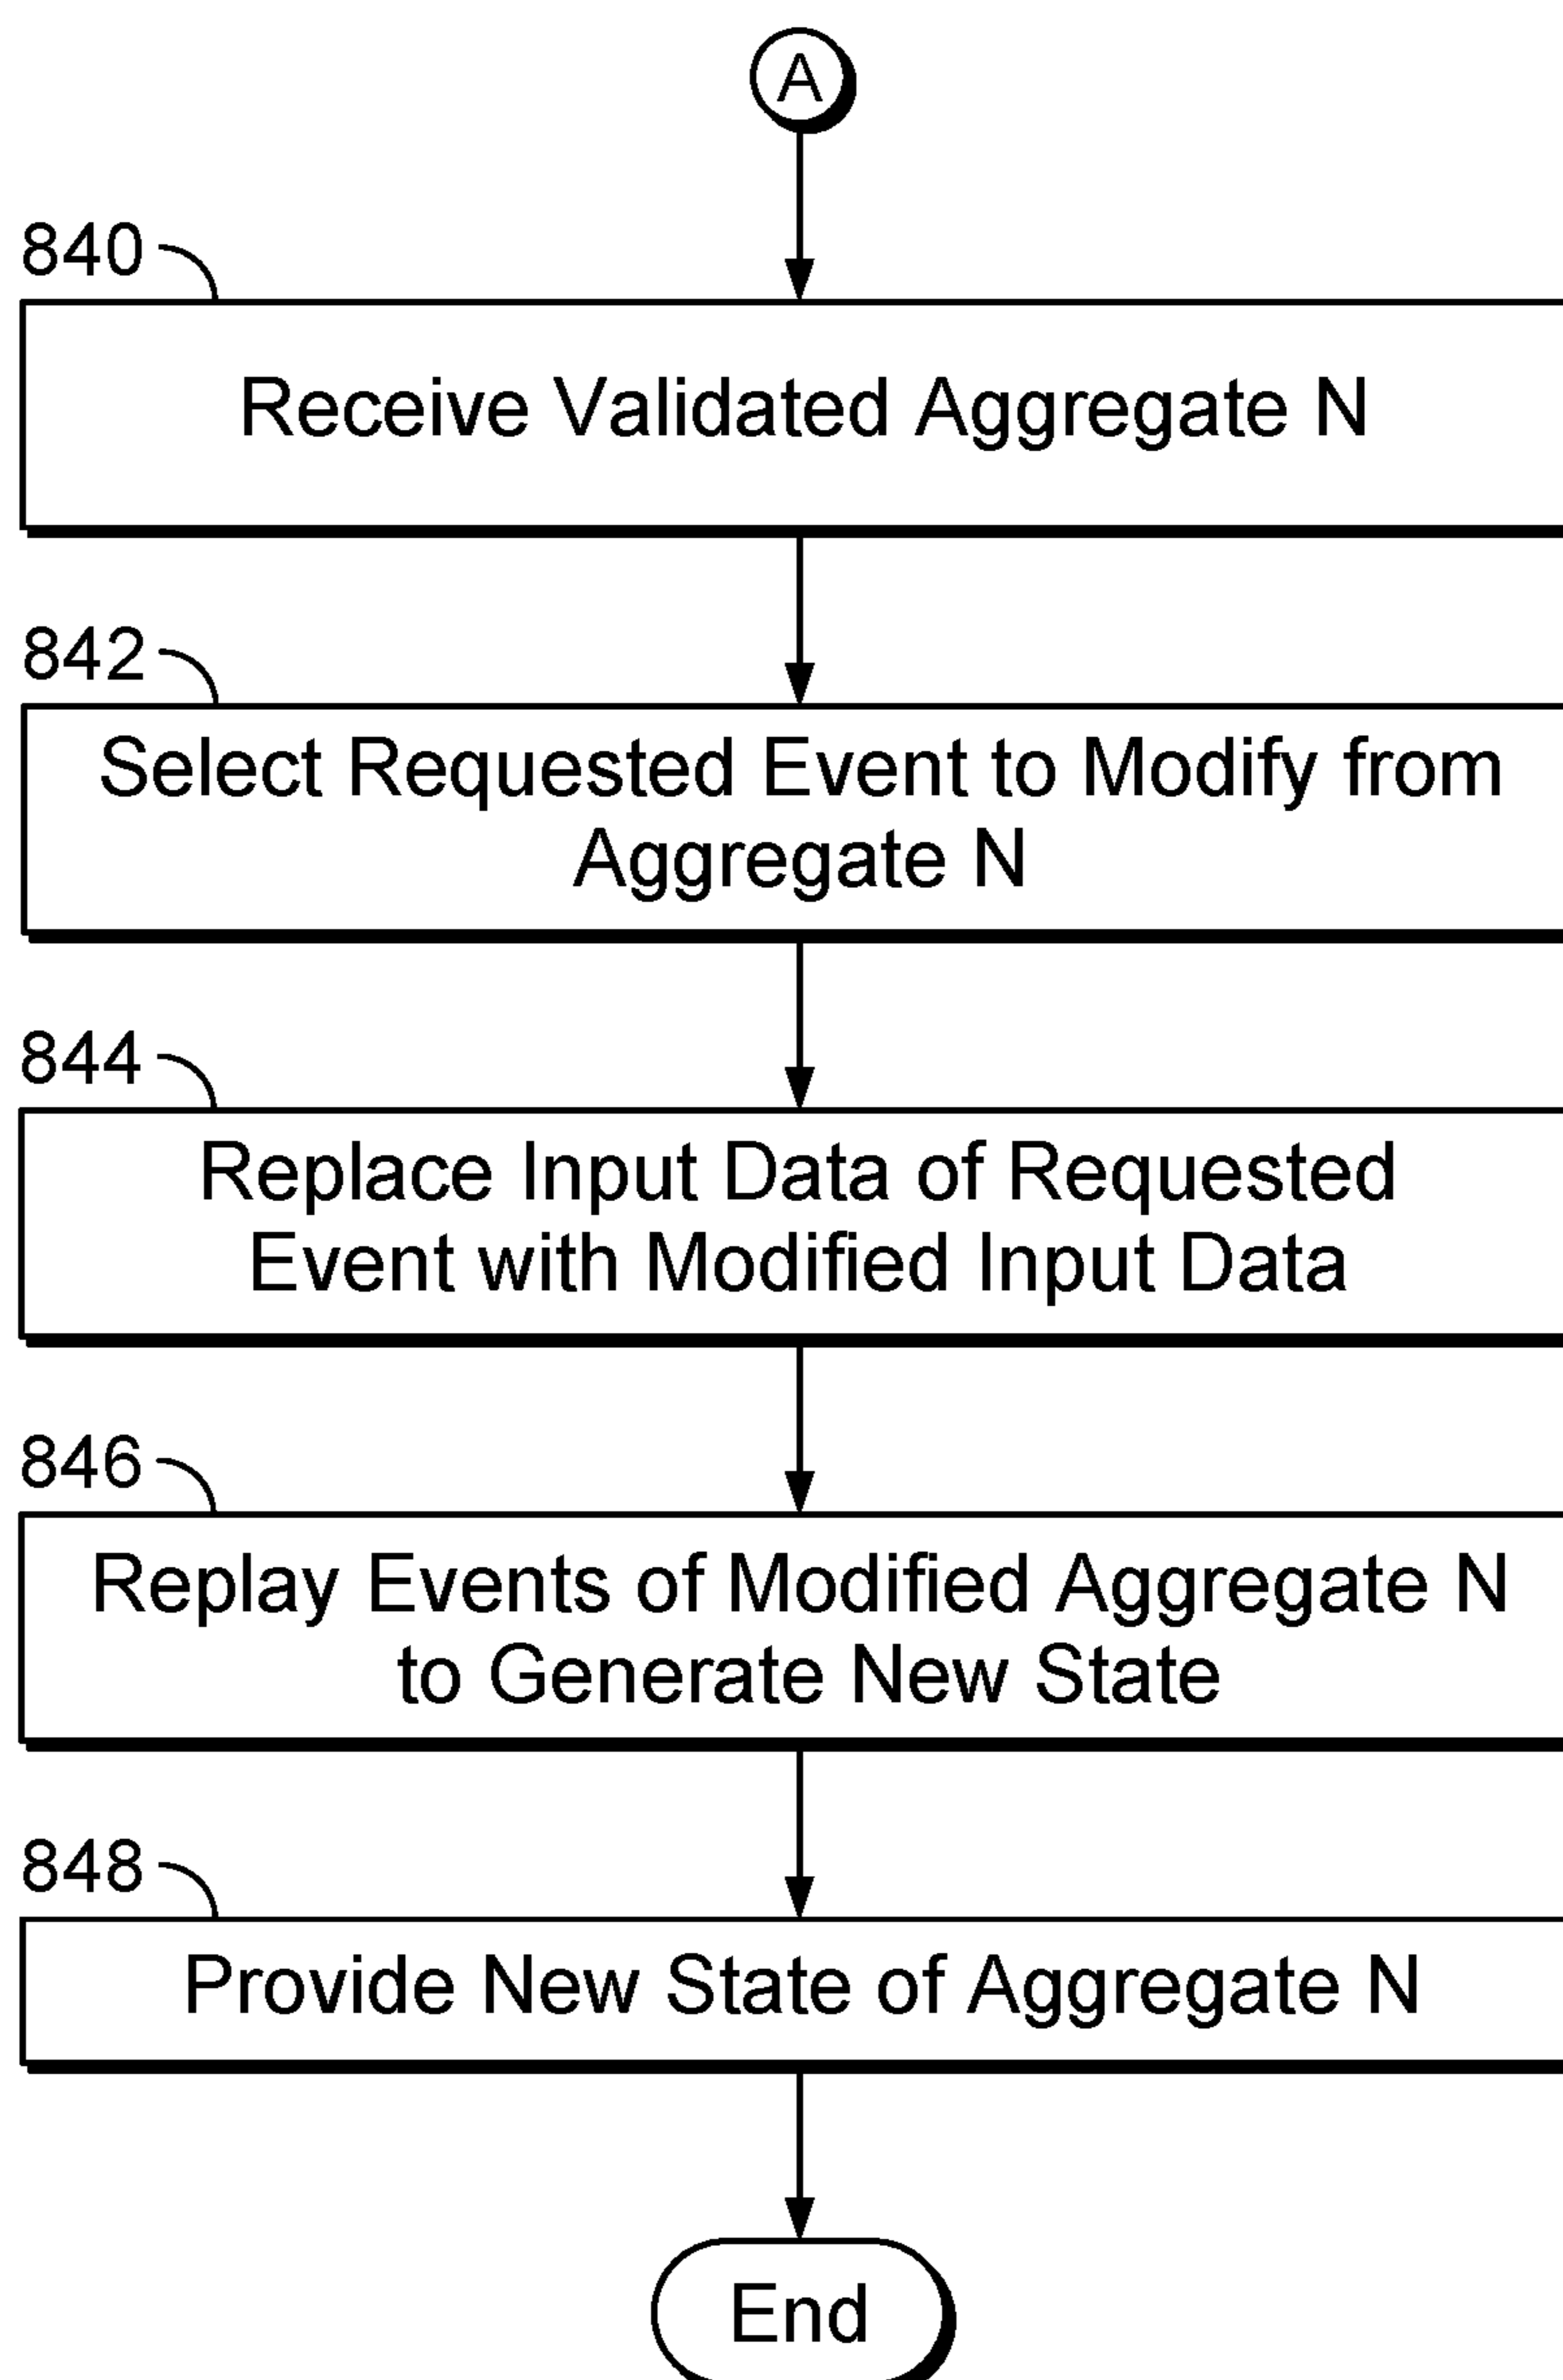 A
840
Receive Validated Aggregate N
842
Select Requested Event to Modify from
Aggregate N
844
Replace Input Data of Requested
Event with Modified Input Data
846
Replay Events of Modified Aggregate N
to Generate New State
848
Provide New State of Aggregate N
End